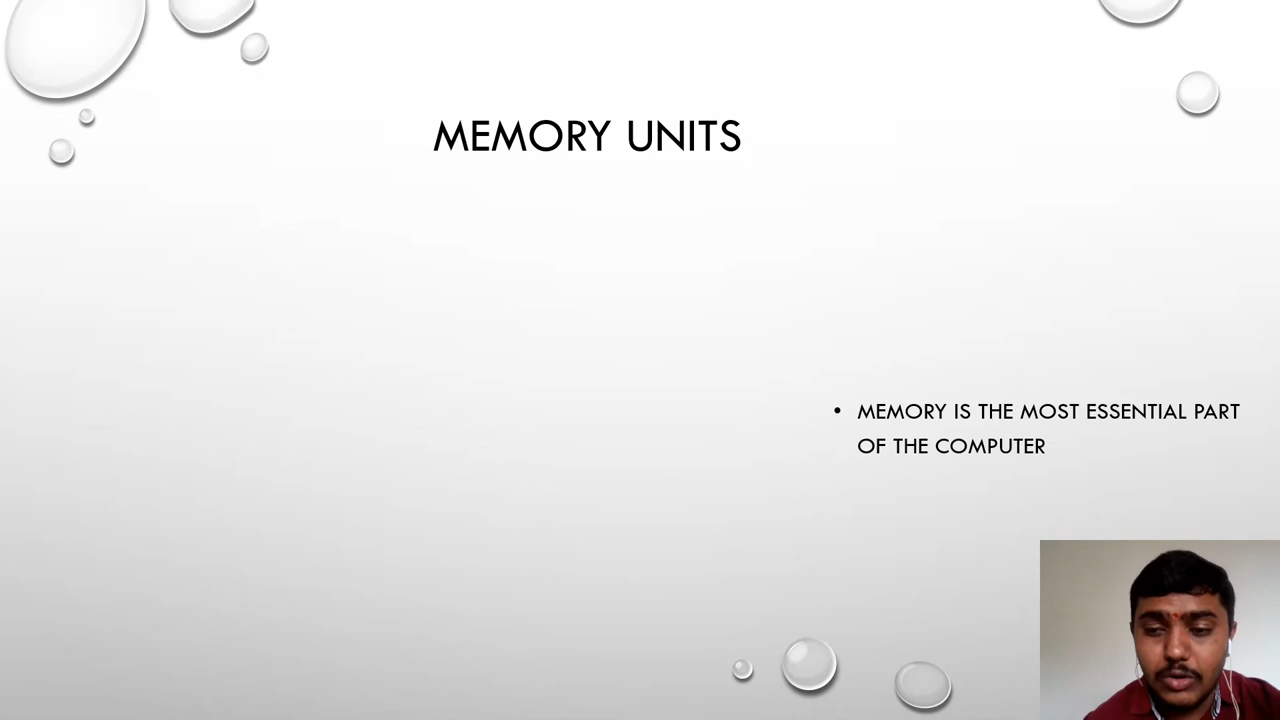 MEMORY UNITS
• MEMORY IS THE MOST ESSENTIAL PART
OF THE COMPUTER